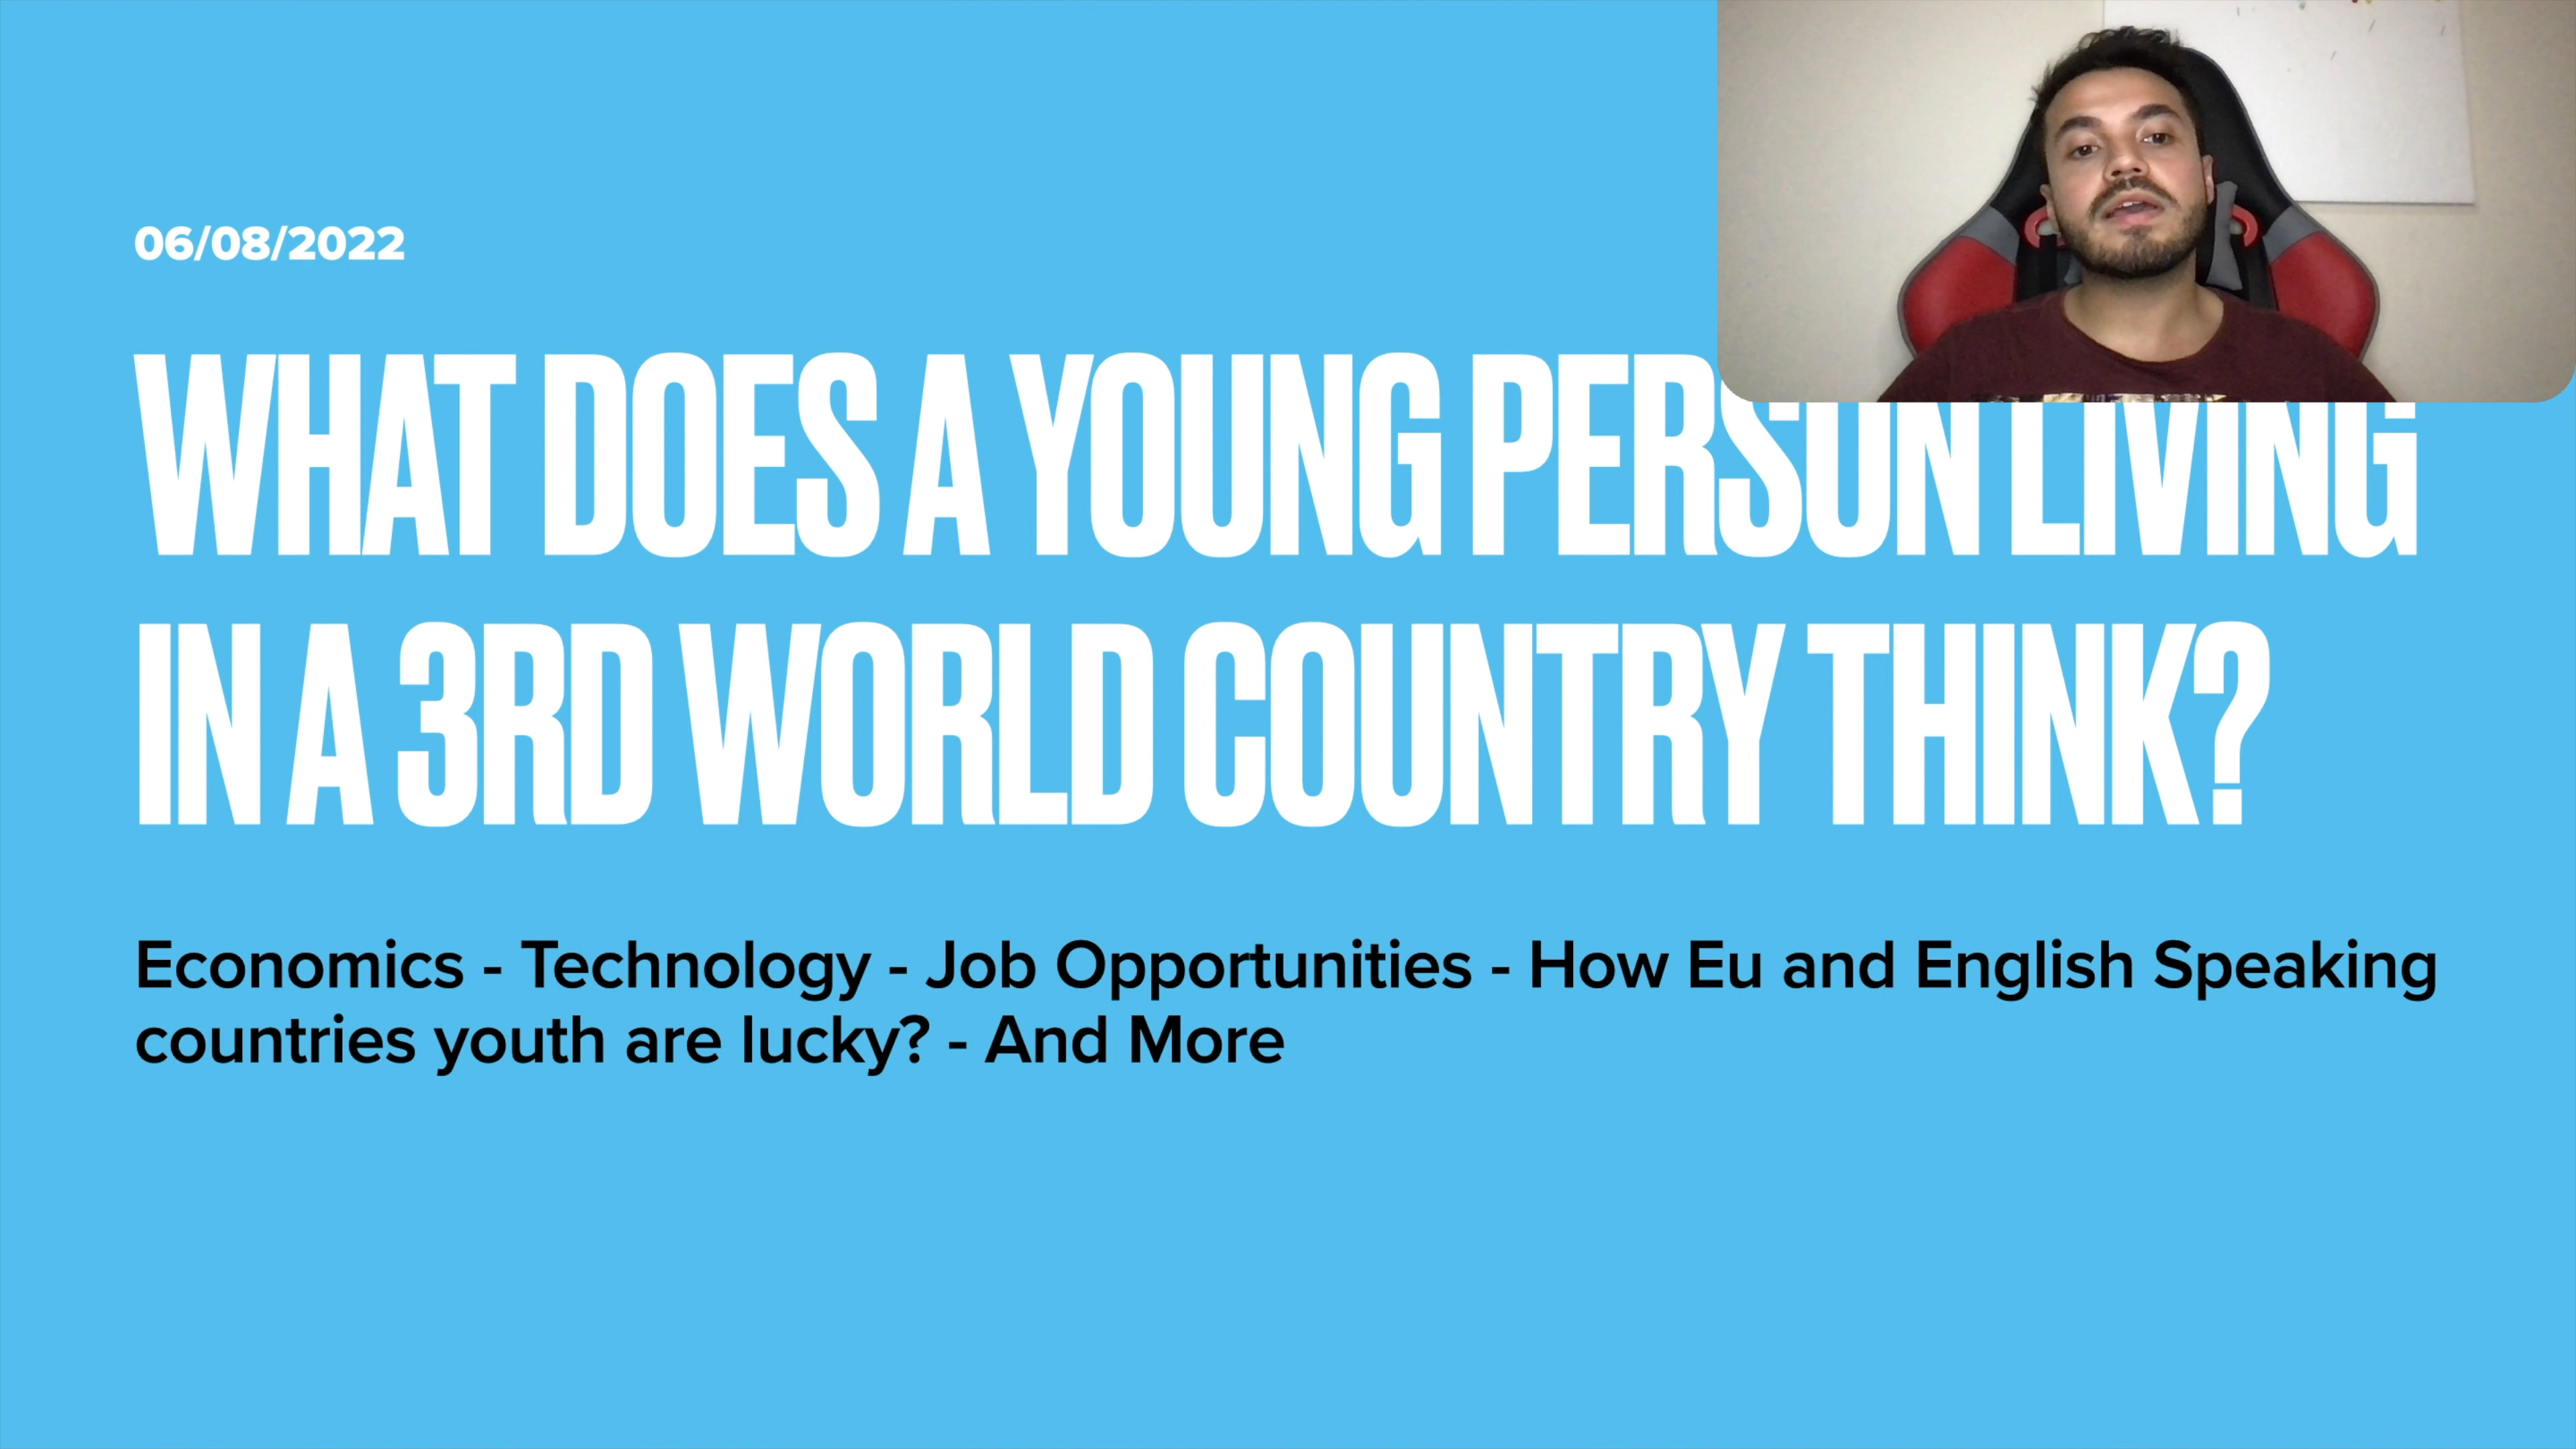 06/08/2022
WHAT DOES A YOUNG PERSON LIVING
IN A 3RD WORLD COUNTRY THINK?
Economics - Technology - Job Opportunities - How Eu and English Speaking
countries youth are lucky? - And More